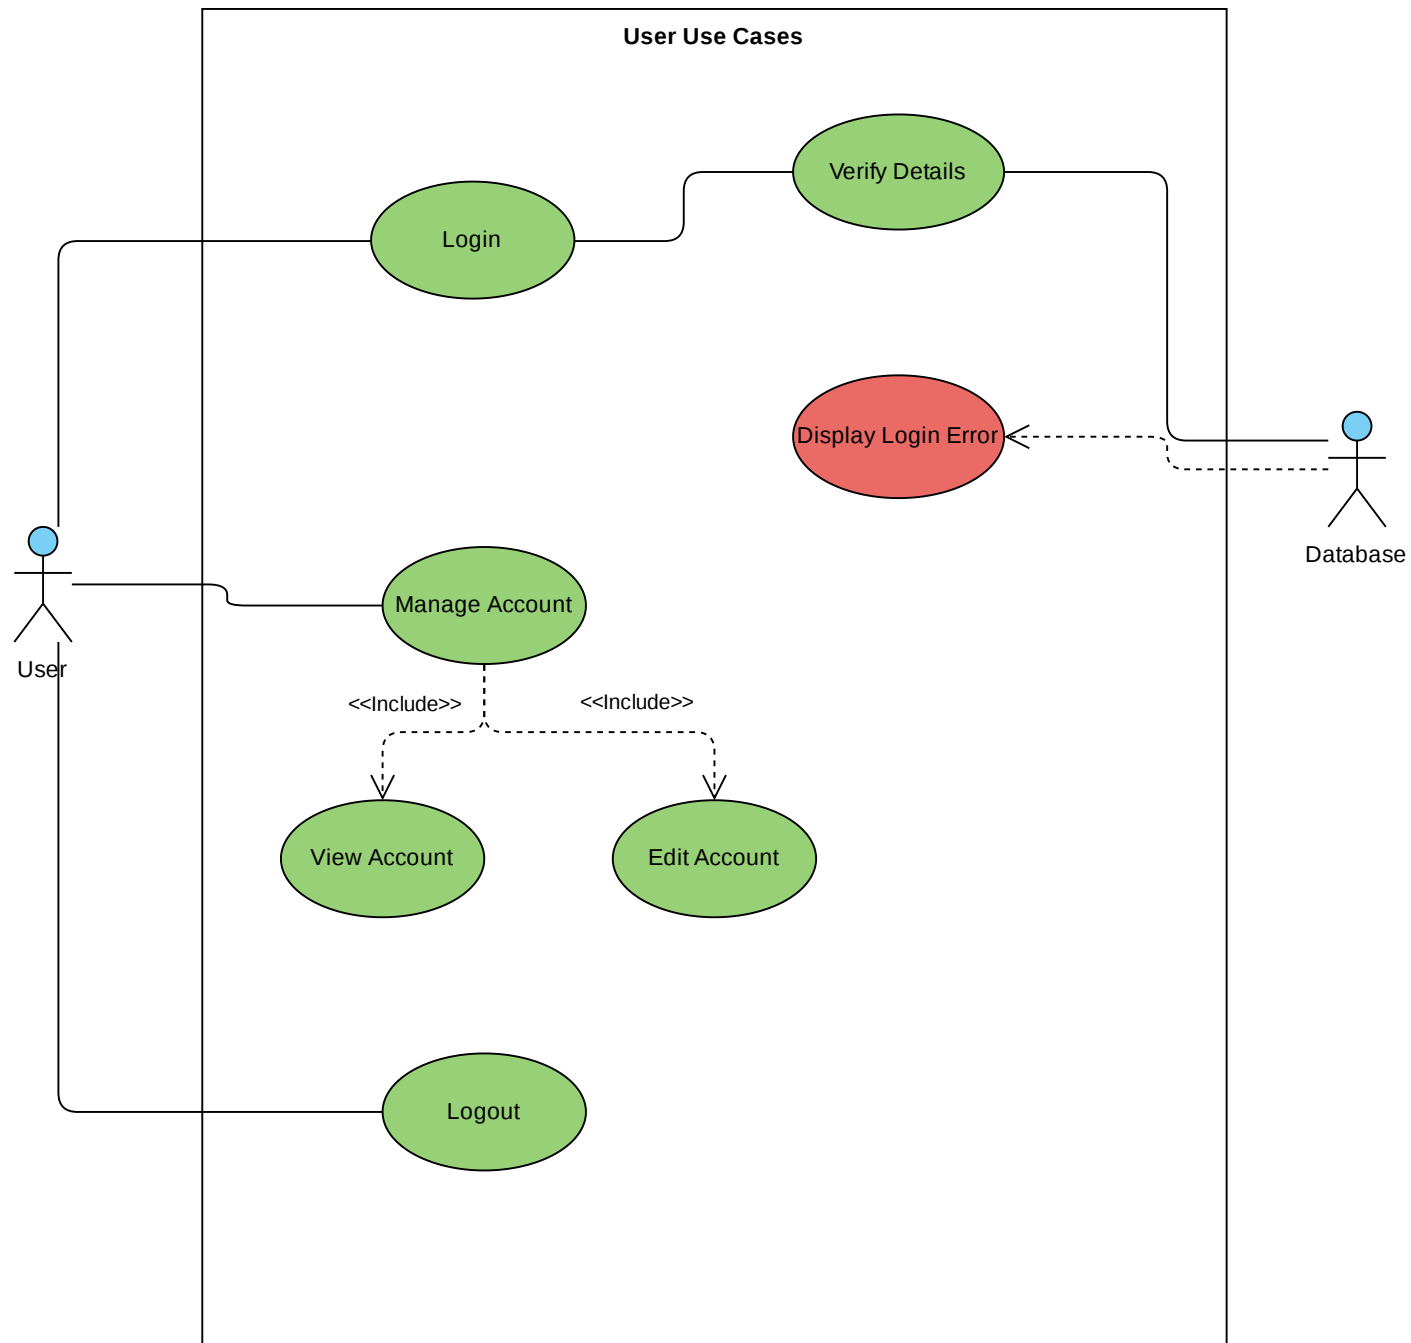 User Use Cases
Verify Details
Login
Display Login Error
Database
Manage Account
User
<<Include>>
<<Include>>
View Account
Edit Account
Logout